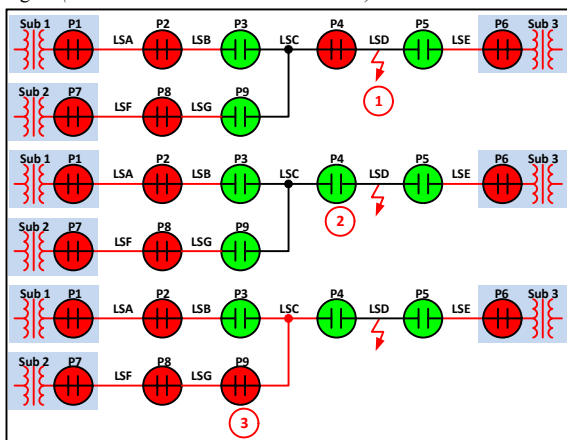 Sub 1 P1 P2 P3 P4 P5 P6 Sub 3
LSA LSB LSC LSD LSE
1
Sub 2 P7 P8 P9
LSF LSG
Sub 1 P1 P2 P3 P4 P5 P6 Sub 3
LSA LSB LSC LSD LSE
2
Sub 2 P7 P8 P9
LSF LSG
Sub 1 P1 P2 P3 P4 P5 P6 Sub 3
LSA LSB LSC LSD LSE
Sub 2 P7 P8 P9
LSF LSG
3